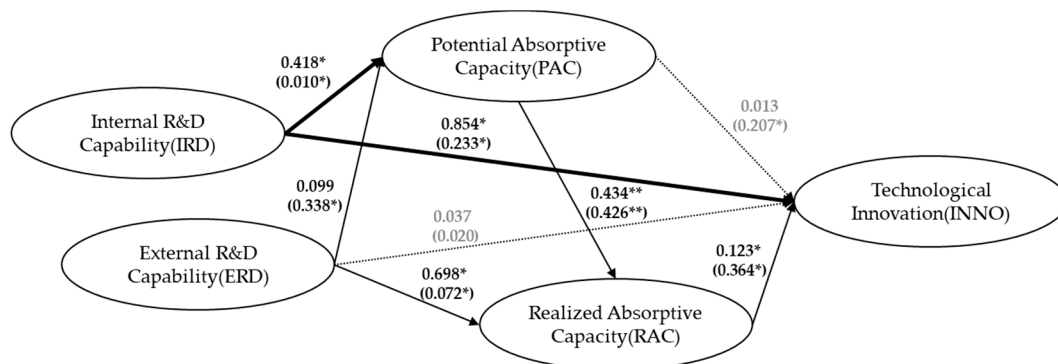 Potential Absorptive
Capacity(PAC)
0.418*
(0.010*)
Internal R&D
Capability(IRD)
0.854*
(0.233*)
0.013
(0.207*)
0.099
(0.338*)
0.434**
(0.426**)
Technological
Innovation(INNO)
0.037
(0.020)
External R&D
Capability(ERD)
0.698*
(0.072*)
0.123*
(0.364*)
Realized Absorptive
Capacity(RAC)